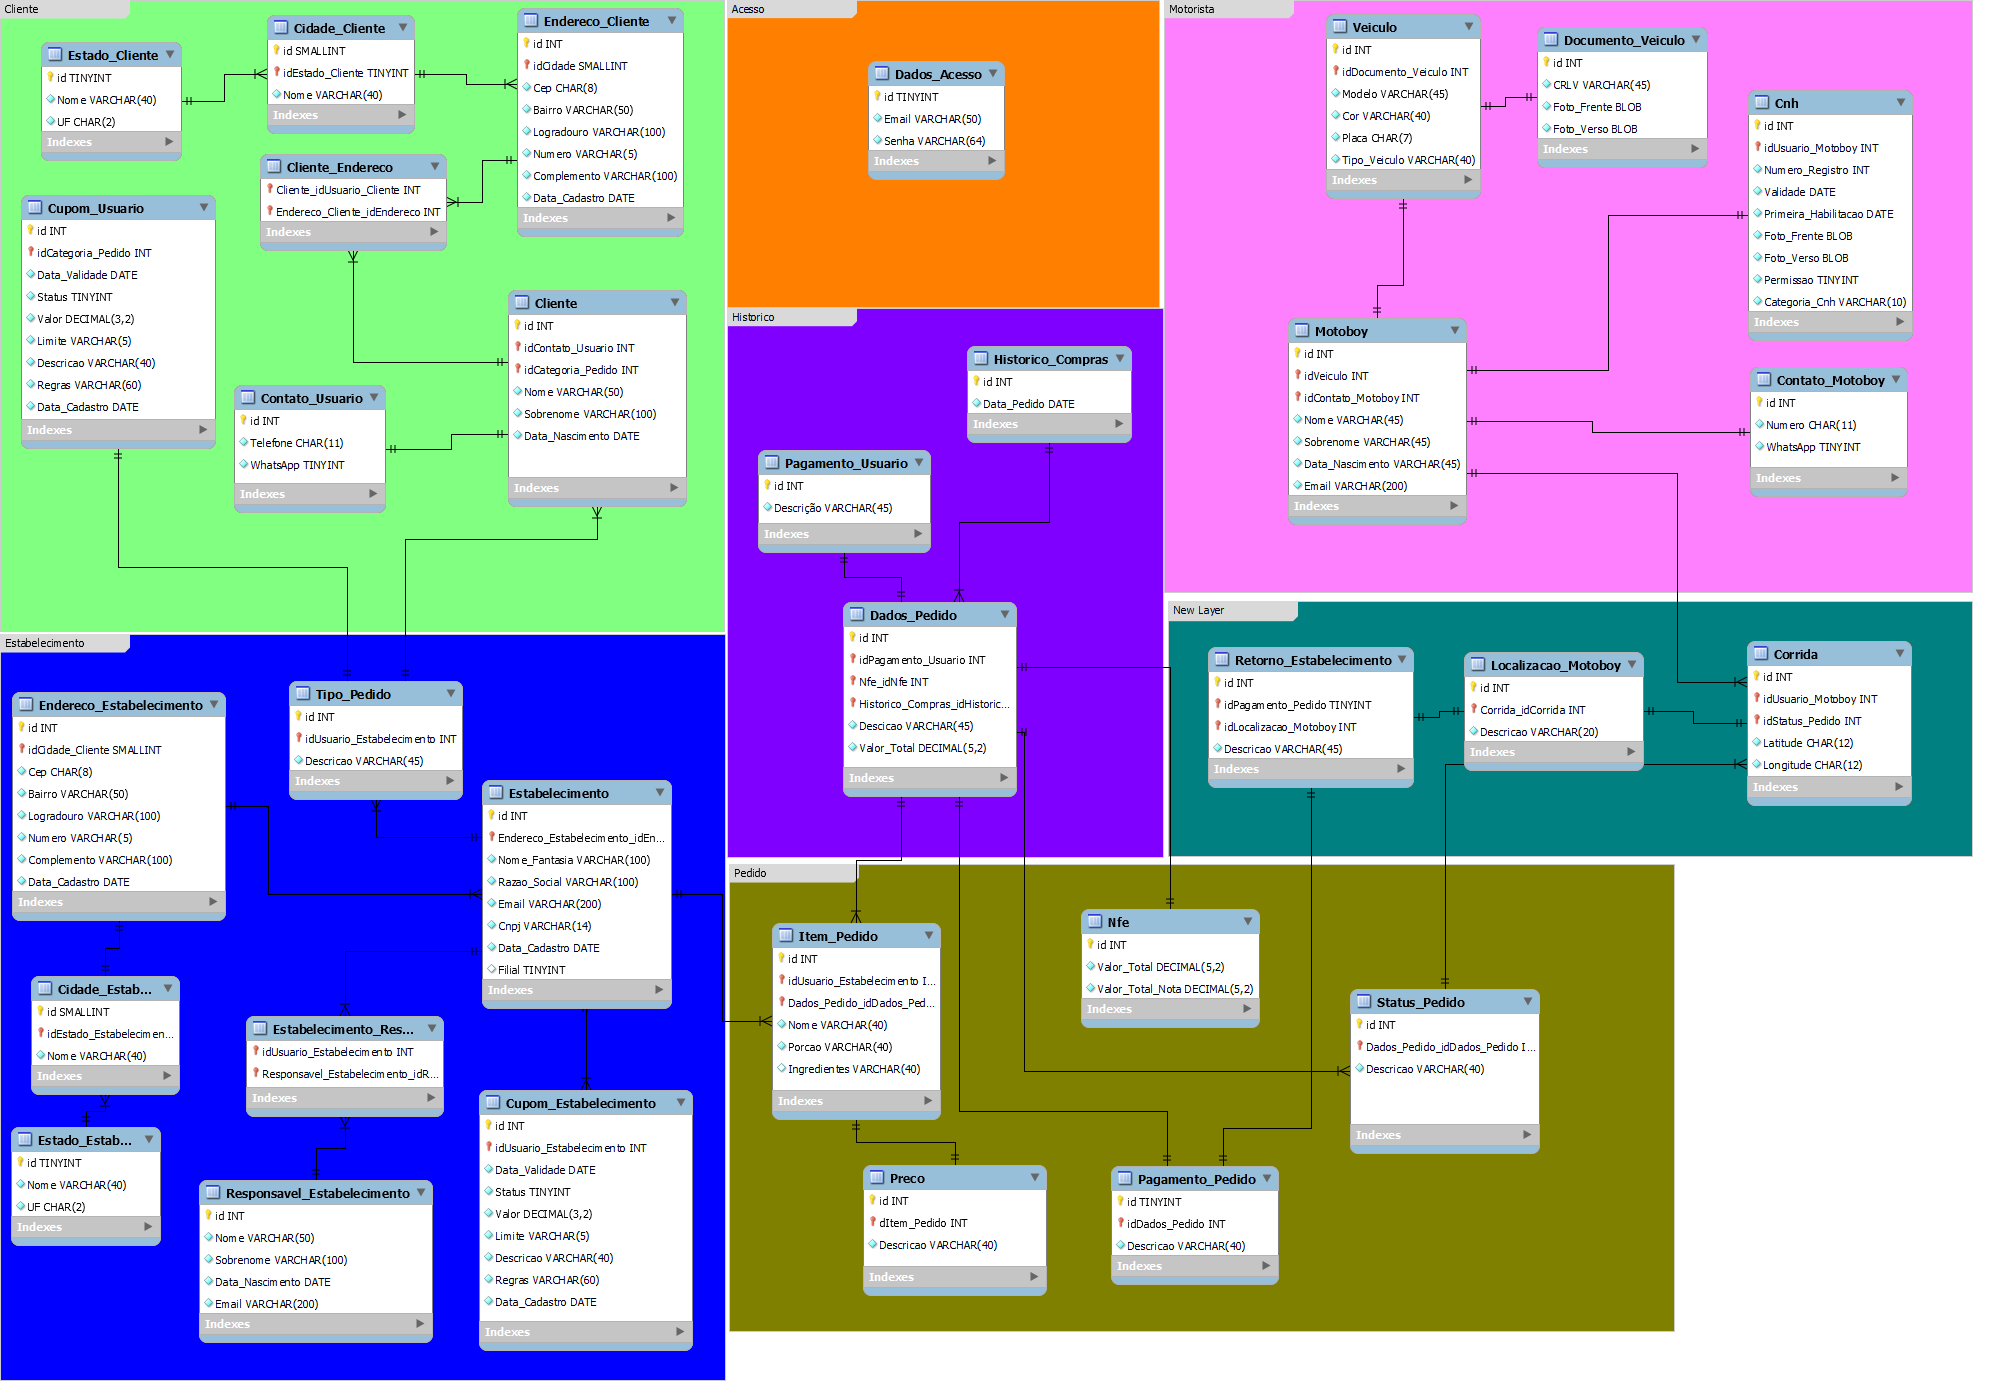 Cliente
Estado_Cliente
id TINYINT
Nome VARCHAR(40)
UF CHAR(2)
Indexes
Cidade_Cliente
id SMALLINT
idEstado_Cliente TINYINT
Nome VARCHAR(40)
Indexes
Endereco_Cliente
id INT
idCidade SMALLINT
Cep CHAR(8)
Bairro VARCHAR(50)
Logradouro VARCHAR(100)
Numero VARCHAR(5)
Complemento VARCHAR(100)
Data_Cadastro DATE
Indexes
Cliente_Endereco
Cliente_idUsuario_Cliente INT
Endereco_Cliente_idEndereco INT
Indexes
Cupom_Usuario
id INT
idCategoria_Pedido INT
Data_Validade DATE
Status TINYINT
Valor DECIMAL(3,2)
Limite VARCHAR(5)
Descricao VARCHAR(40)
Regras VARCHAR(60)
Data_Cadastro DATE
Indexes
Cliente
id INT
idContato_Usuario INT
idCategoria_Pedido INT
Nome VARCHAR(50)
Sobrenome VARCHAR(100)
Data_Nascimento DATE
Indexes
Contato_Usuario
id INT
Telefone CHAR(11)
WhatsApp TINYINT
Indexes
Acesso
Dados_Acesso
id TINYINT
Email VARCHAR(50)
Senha VARCHAR(64)
Indexes
Motorista
Veiculo
id INT
idDocumento_Veiculo INT
Modelo VARCHAR(45)
Cor VARCHAR(40)
Placa CHAR(7)
Tipo_Veiculo VARCHAR(40)
Indexes
Documento_Veiculo
id INT
CRLV VARCHAR(45)
Foto_Frente BLOB
Foto_Verso BLOB
Indexes
Cnh
id INT
idUsuario_Motoboy INT
Numero_Registro INT
Validade DATE
Primeira_Habilitacao DATE
Foto_Frente BLOB
Foto_Verso BLOB
Permissao TINYINT
Categoria_Cnh VARCHAR(10)
Indexes
Motoboy
id INT
idVeiculo INT
idContato_Motoboy INT
Nome VARCHAR(45)
Sobrenome VARCHAR(45)
Data_Nascimento VARCHAR(45)
Email VARCHAR(200)
Indexes
Contato_Motoboy
id INT
Numero CHAR(11)
WhatsApp TINYINT
Indexes
Historico
Historico_Compras
id INT
Data_Pedido DATE
Indexes
Pagamento_Usuario
id INT
Descrição VARCHAR(45)
Indexes
Dados_Pedido
id INT
idPagamento_Usuario INT
Nfe_idNfe INT
Historico_Compras_idHistoric...
Descicao VARCHAR(45)
Valor_Total DECIMAL(5,2)
Indexes
New Layer
Retorno_Estabelecimento
id INT
idPagamento_Pedido TINYINT
idLocalizacao_Motoboy INT
Descricao VARCHAR(45)
Indexes
Localizacao_Motoboy
id INT
Corrida_idCorrida INT
Descricao VARCHAR(20)
Indexes
Corrida
id INT
idUsuario_Motoboy INT
idStatus_Pedido INT
Latitude CHAR(12)
Longitude CHAR(12)
Indexes
Estabelecimento
Endereco_Estabelecimento
id INT
idCidade_Cliente SMALLINT
Cep CHAR(8)
Bairro VARCHAR(50)
Logradouro VARCHAR(100)
Numero VARCHAR(5)
Complemento VARCHAR(100)
Data_Cadastro DATE
Indexes
Tipo_Pedido
id INT
idUsuario_Estabelecimento INT
Descricao VARCHAR(45)
Indexes
Estabelecimento
id INT
Endereco_Estabelecimento_idEn...
Nome_Fantasia VARCHAR(100)
Razao_Social VARCHAR(100)
Email VARCHAR(200)
Cnpj VARCHAR(14)
Data_Cadastro DATE
Filial TINYINT
Indexes
Cidade_Estab...
id SMALLINT
idEstado_Estabelecimen...
Nome VARCHAR(40)
Indexes
Estabelecimento_Res...
idUsuario_Estabelecimento INT
Responsavel_Estabelecimento_idR...
Indexes
Estado_Estab...
id TINYINT
Nome VARCHAR(40)
UF CHAR(2)
Indexes
Responsavel_Estabelecimento
id INT
Nome VARCHAR(50)
Sobrenome VARCHAR(100)
Data_Nascimento DATE
Email VARCHAR(200)
Indexes
Cupom_Estabelecimento
id INT
idUsuario_Estabelecimento INT
Data_Validade DATE
Status TINYINT
Valor DECIMAL(3,2)
Limite VARCHAR(5)
Descricao VARCHAR(40)
Regras VARCHAR(60)
Data_Cadastro DATE
Indexes
Pedido
Item_Pedido
id INT
idUsuario_Estabelecimento I...
Dados_Pedido_idDados_Ped...
Nome VARCHAR(40)
Porcao VARCHAR(40)
Ingredientes VARCHAR(40)
Indexes
Nfe
id INT
Valor_Total DECIMAL(5,2)
Valor_Total_Nota DECIMAL(5,2)
Indexes
Status_Pedido
id INT
Dados_Pedido_idDados_Pedido I...
Descricao VARCHAR(40)
Indexes
Preco
id INT
dItem_Pedido INT
Descricao VARCHAR(40)
Indexes
Pagamento_Pedido
id TINYINT
idDados_Pedido INT
Descricao VARCHAR(40)
Indexes